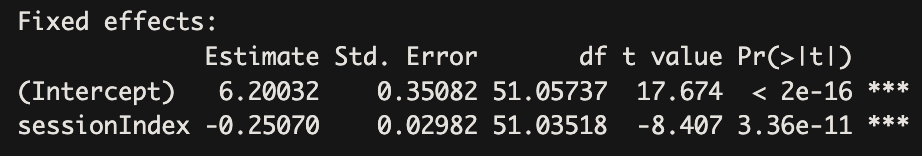 Fixed effects:
Estimate Std. Error df t value Pr(>|t|)
(Intercept) 6.20032 0.35082 51.05737 17.674 < 2e-16 ***
sessionIndex -0.25070 0.02982 51.03518 -8.407 3.36e-11 ***